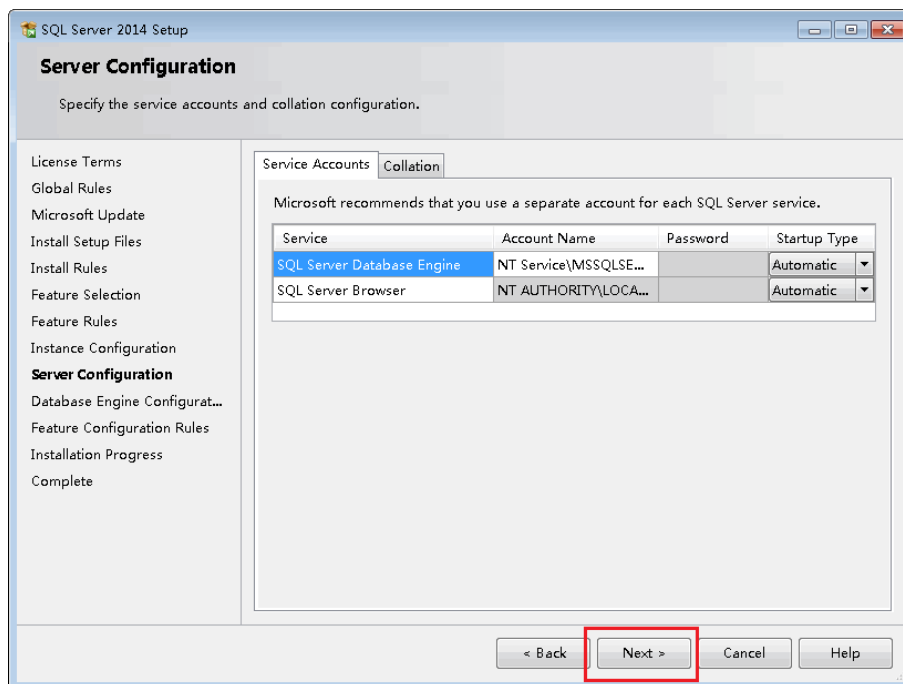 SQL Server 2014 Setup
Server Configuration
Specify the service accounts and collation configuration.
License Terms
Global Rules
Microsoft Update
Install Setup Files
Install Rules
Feature Selection
Feature Rules
Instance Configuration
Server Configuration
Database Engine Configurat...
Feature Configuration Rules
Installation Progress
Complete
Service Accounts Collation
Microsoft recommends that you use a separate account for each SQL Server service.
Service Account Name Password Startup Type
SQL Server Database Engine NT Service\MSSQLSE... Automatic
SQL Server Browser NT AUTHORITY\LOCA... Automatic
< Back Next > Cancel Help